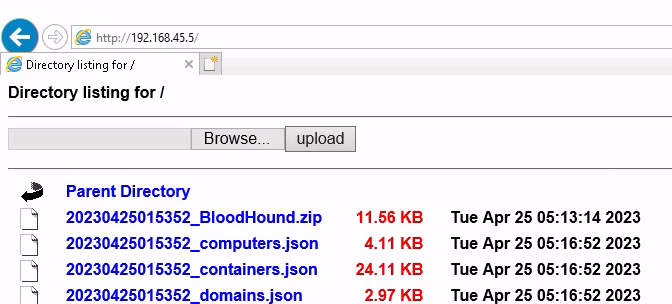 http://192.168.45.5/
Directory listing for /
Directory listing for /
Browse... upload
Parent Directory
20230425015352_BloodHound.zip 11.56 KB Tue Apr 25 05:13:14 2023
20230425015352_computers.json 4.11 KB Tue Apr 25 05:16:52 2023
20230425015352_containers.json 24.11 KB Tue Apr 25 05:16:52 2023
20230425015352_domains.json 2.97 KB Tue Apr 25 05:16:52 2023